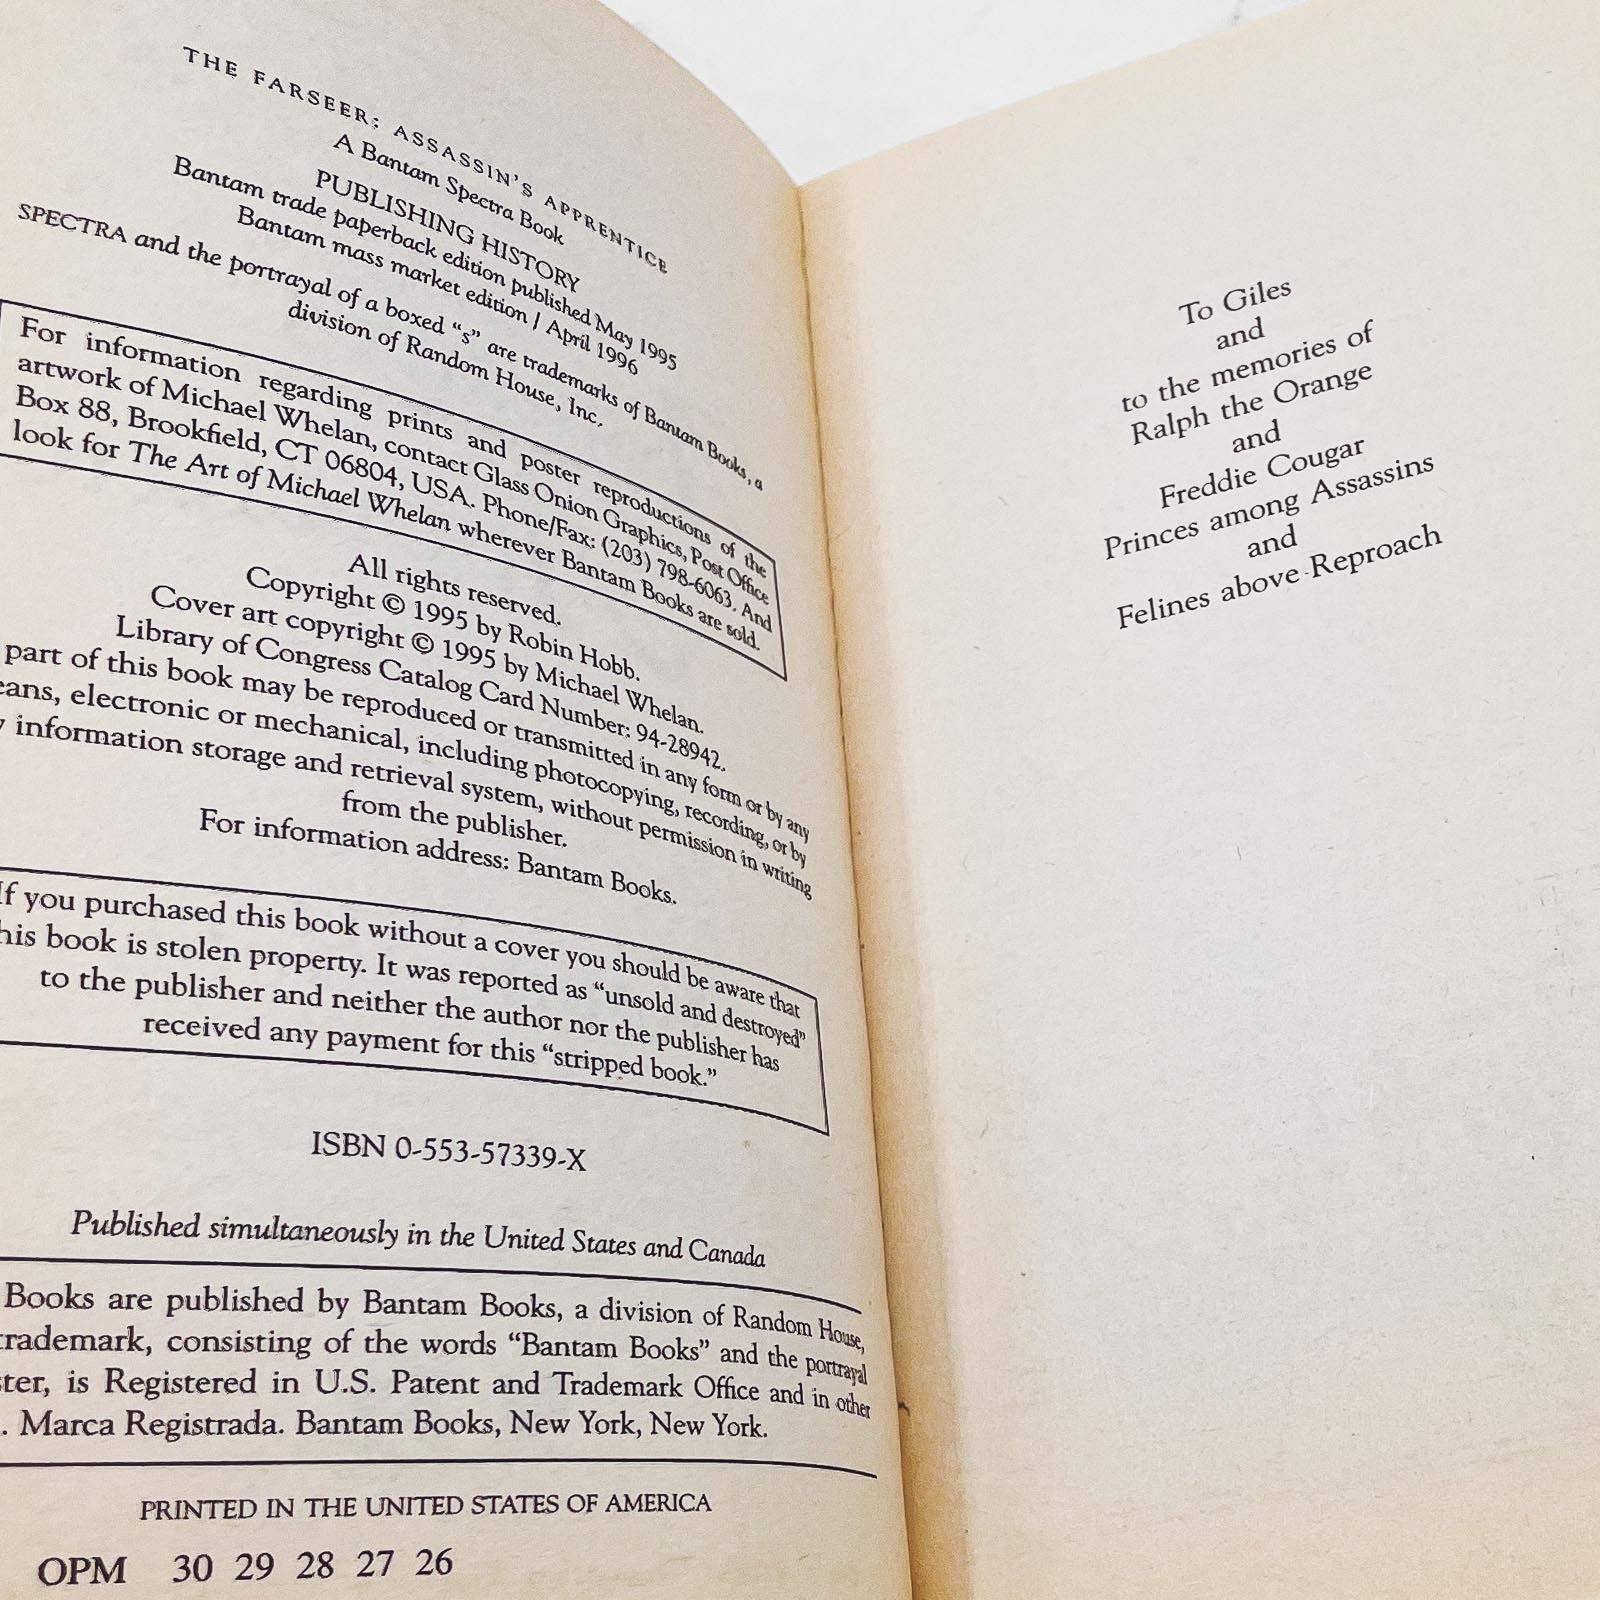 THE FARSEER: ASSASSIN'S APPRENTICE
A Bantam Spectra Book
PUBLISHING HISTORY
Bantam trade paperback edition published May 1995
Bantam mass market edition / April 1996
SPECTRA and the portrayal of a boxed “s” are trademarks of Bantam Books, a
division of Random House, Inc.
For information regarding prints and poster reproductions of the
artwork of Michael Whelan, contact Glass Onion Graphics, Post Office
Box 88, Brookfield, CT 06804, USA. Phone/Fax: (203) 798-6063. And
look for The Art of Michael Whelan wherever Bantam Books are sold.
All rights reserved.
Copyright © 1995 by Robin Hobb.
Cover art copyright © 1995 by Michael Whelan.
Library of Congress Catalog Card Number: 94-28942.
part of this book may be reproduced or transmitted in any form or by any
eans, electronic or mechanical, including photocopying, recording, or by
y information storage and retrieval system, without permission in writing
from the publisher.
For information address: Bantam Books.
If you purchased this book without a cover you should be aware that
his book is stolen property. It was reported as “unsold and destroyed”
to the publisher and neither the author nor the publisher has
received any payment for this “stripped book.”
ISBN 0-553-57339-X
Published simultaneously in the United States and Canada
Books are published by Bantam Books, a division of Random House,
trademark, consisting of the words “Bantam Books” and the portrayal
ster, is Registered in U.S. Patent and Trademark Office and in other
. Marca Registrada. Bantam Books, New York, New York.
PRINTED IN THE UNITED STATES OF AMERICA
OPM 30 29 28 27 26
To Giles
and
to the memories of
Ralph the Orange
and
Freddie Cougar
Princes among Assassins
and
Felines above Reproach